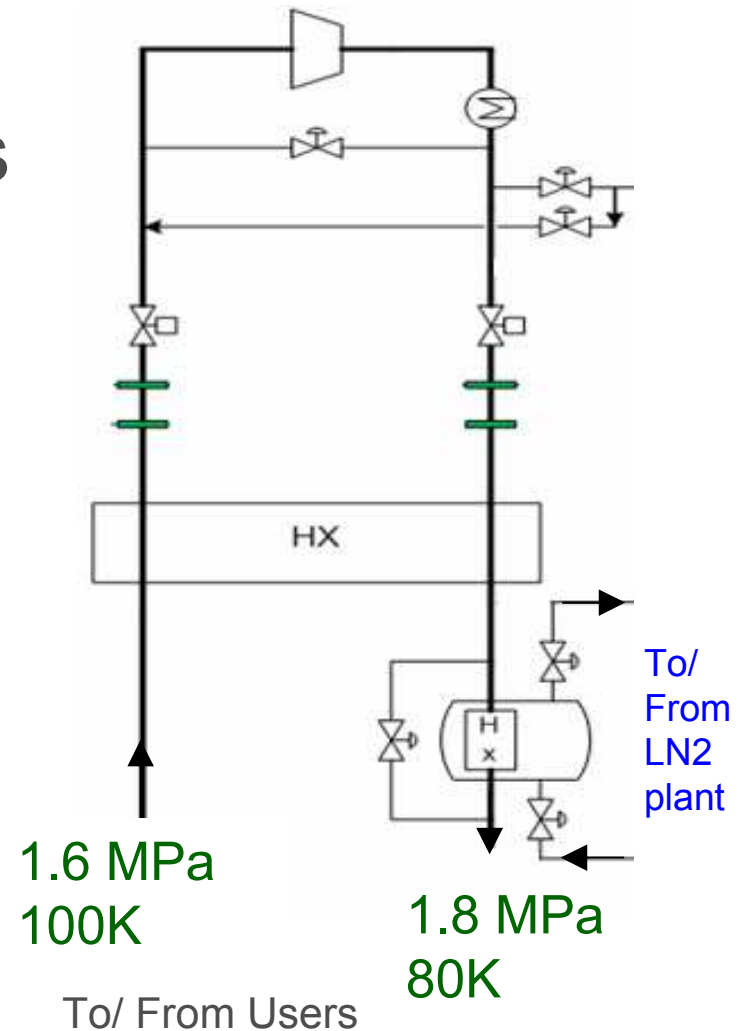 s
HX
H
x
To/
From
LN2
plant
1.6 MPa
100K
1.8 MPa
80K
To/ From Users